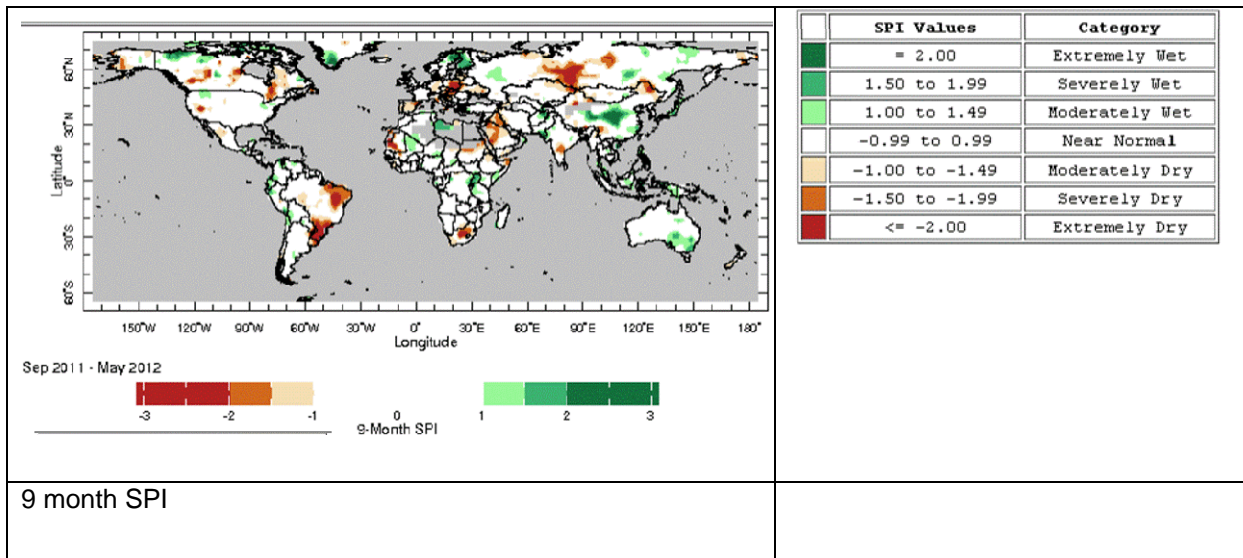 60°N
30°N
0°
30°S
60°S
Latitude
150°W 120°W 90°W 60°W 30°W 0° 30°E 60°E 90°E 120°E 150°E 180°
Longitude
Sep 2011 - May 2012
-3 -2 -1 0 1 2 3
9-Month SPI
SPI Values Category
= 2.00 Extremely Wet
1.50 to 1.99 Severely Wet
1.00 to 1.49 Moderately Wet
-0.99 to 0.99 Near Normal
-1.00 to -1.49 Moderately Dry
-1.50 to -1.99 Severely Dry
<= -2.00 Extremely Dry
9 month SPI